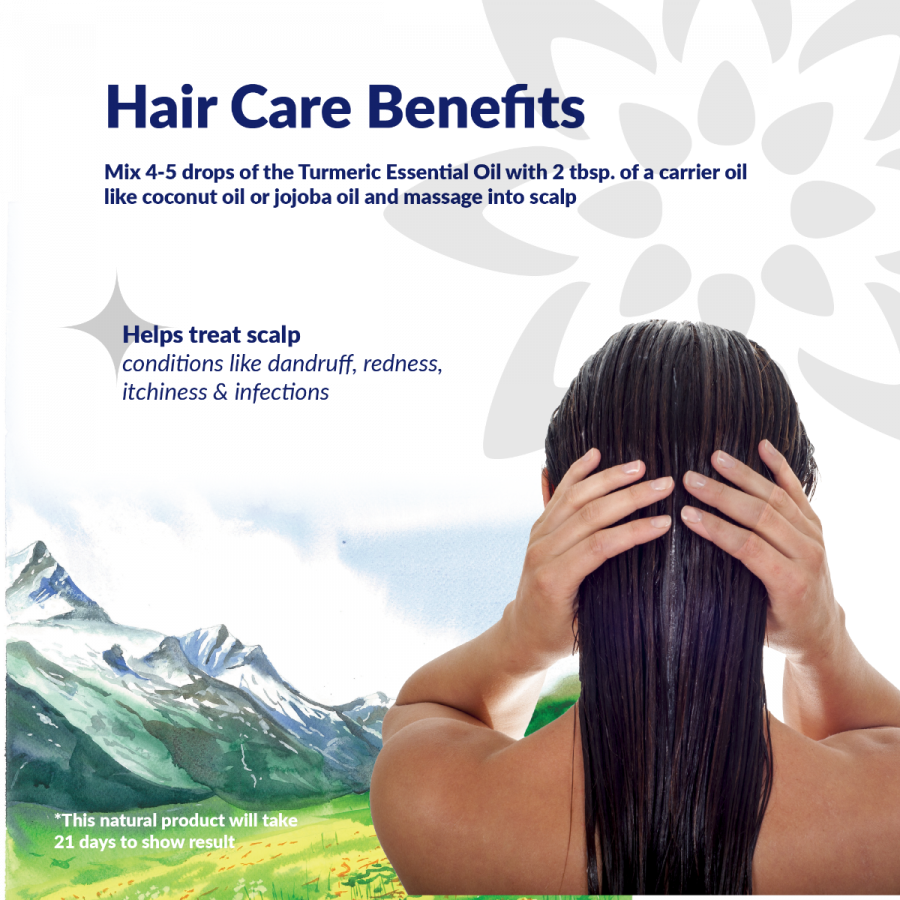 Hair Care Benefits
Mix 4-5 drops of the Turmeric Essential Oil with 2 tbsp. of a carrier oil
like coconut oil or jojoba oil and massage into scalp
Helps treat scalp
conditions like dandruff, redness,
itchiness & infections
*This natural product will take
21 days to show result